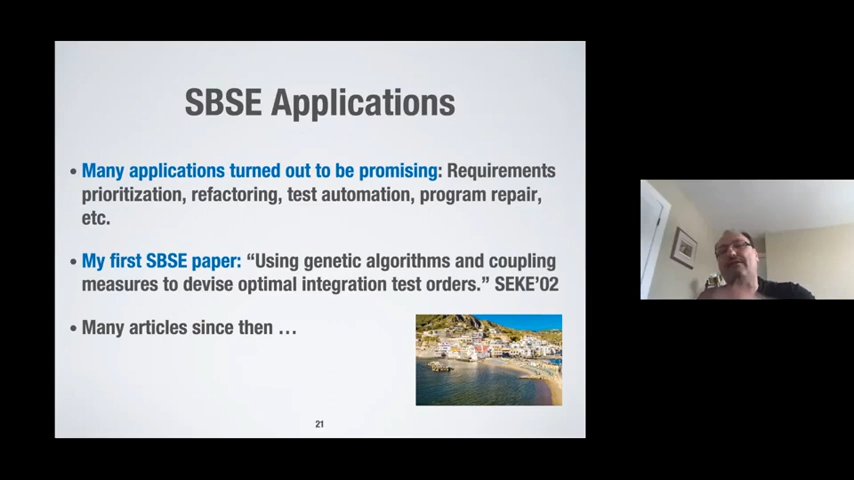 SBSE Applications
• Many applications turned out to be promising: Requirements
prioritization, refactoring, test automation, program repair,
etc.
• My first SBSE paper: “Using genetic algorithms and coupling
measures to devise optimal integration test orders.” SEKE’02
• Many articles since then …
21